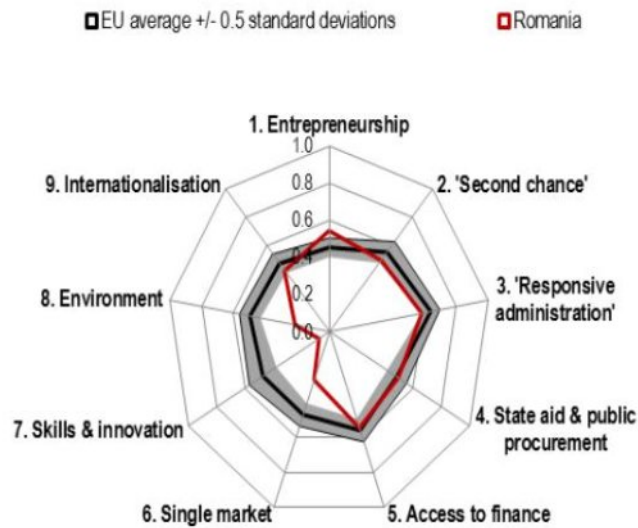 EU average +/- 0.5 standard deviations
Romania
1. Entrepreneurship
1.0
0.8
0.6
0.4
0.2
0.0
2. 'Second chance'
3. 'Responsive
administration'
4. State aid & public
procurement
5. Access to finance
6. Single market
7. Skills & innovation
8. Environment
9. Internationalisation